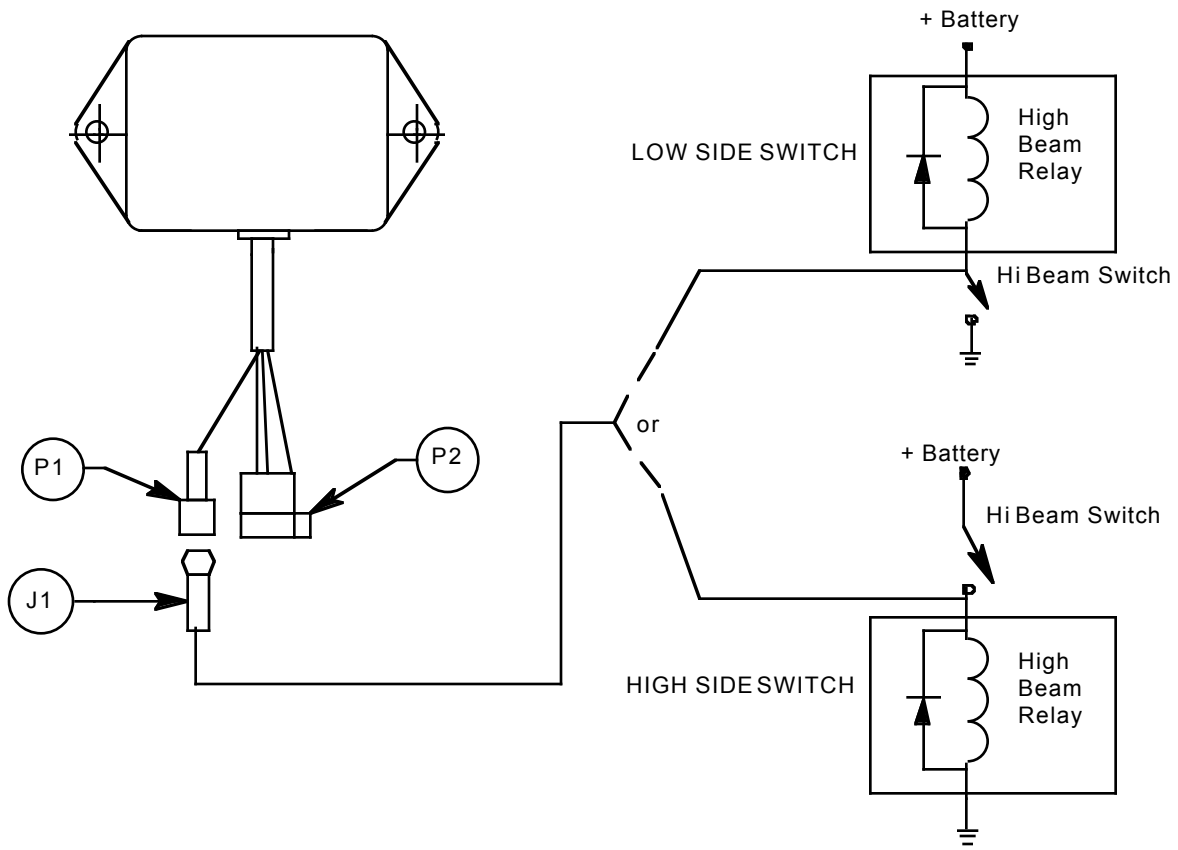 + Battery
LOW SIDE SWITCH
High
Beam
Relay
Hi Beam Switch
or
P1
P2
+ Battery
Hi Beam Switch
J1
HIGH SIDE SWITCH
High
Beam
Relay